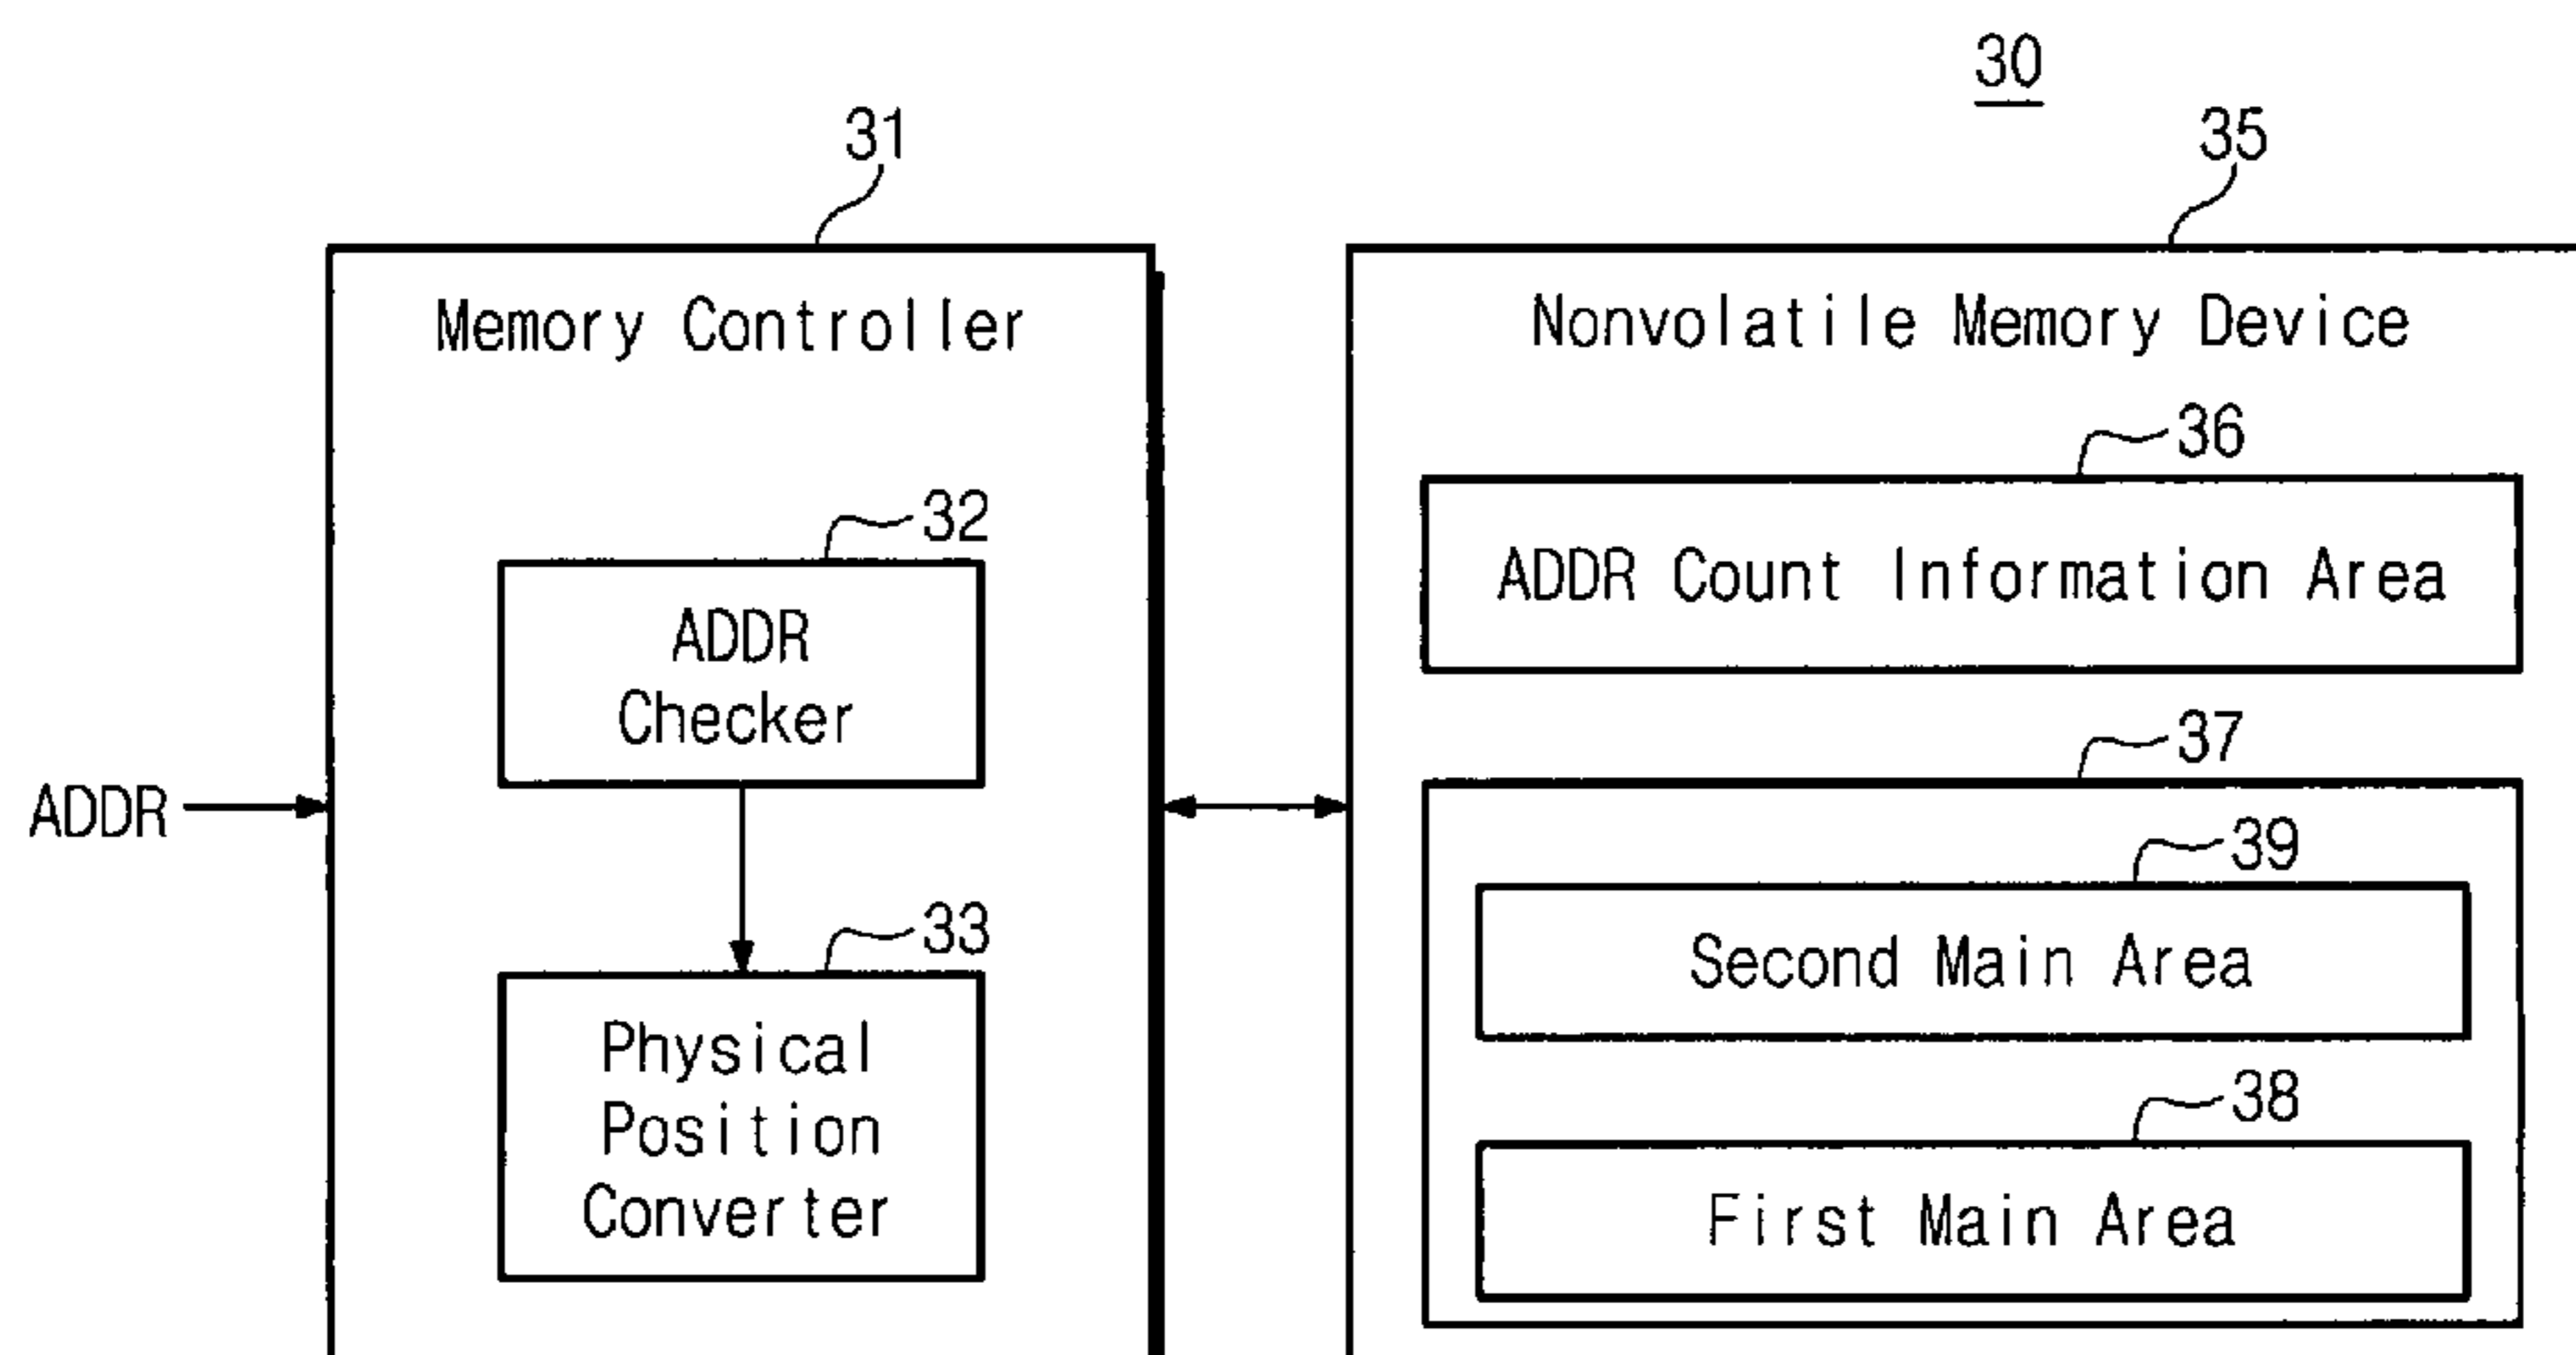 30
31
35
Memory Controller
Nonvolatile Memory Device
36
32
ADDR Count Information Area
ADDR
Checker
37
ADDR
39
33
Second Main Area
Physical
Position
Converter
38
First Main Area